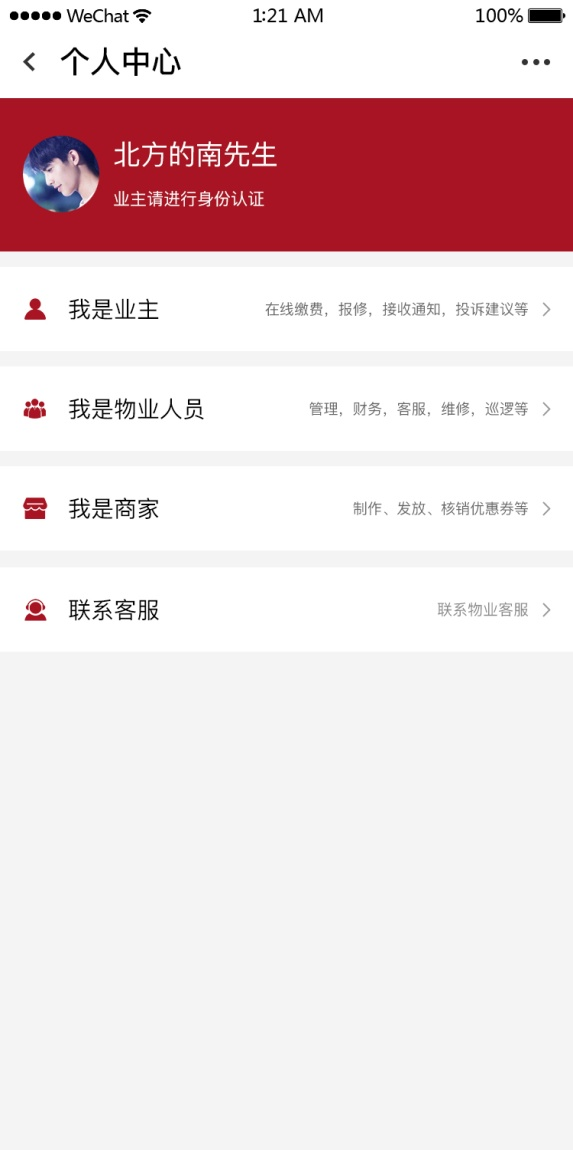 WeChat 1:21 AM 100%
个人中心
北方的南先生
业主请进行身份认证
我是业主 在线缴费，报修，接收通知，投诉建议等
我是物业人员 管理，财务，客服，维修，巡逻等
我是商家 制作、发放、核销优惠券等
联系客服 联系物业客服